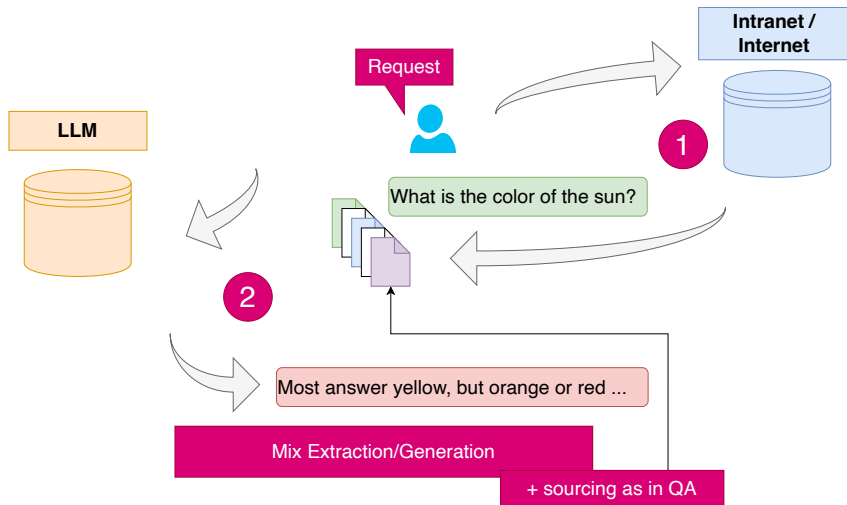 Intranet /
Internet
Request
LLM
1
What is the color of the sun?
2
Most answer yellow, but orange or red ...
Mix Extraction/Generation
+ sourcing as in QA